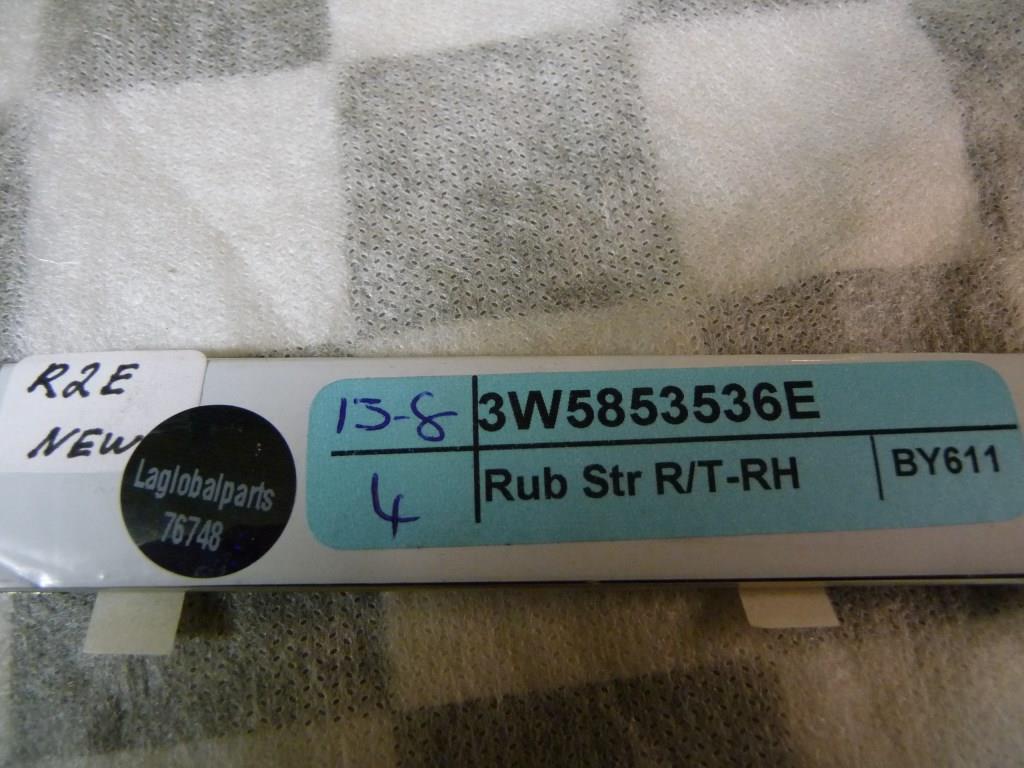 R2E
NEW
Laglobalparts
76748
13-8
3W5853536E
4
Rub Str R/T-RH
BY611